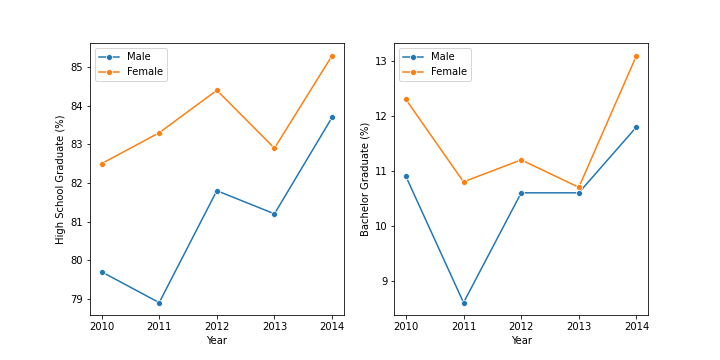 Male
Female
85
84
83
82
81
80
79
High School Graduate (%)
2010 2011 2012 2013 2014
Year
Male
Female
13
12
11
10
9
Bachelor Graduate (%)
2010 2011 2012 2013 2014
Year